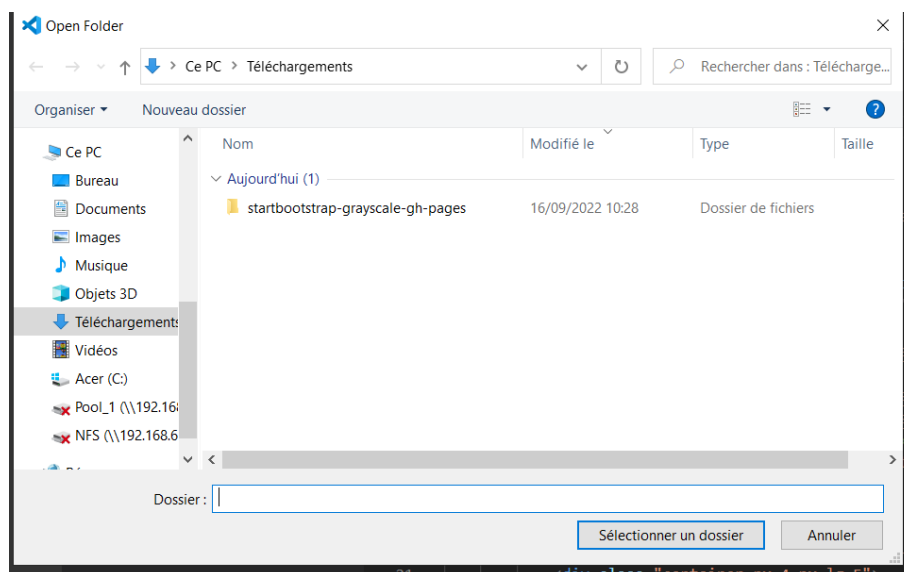 Open Folder
Ce PC > Téléchargements
Rechercher dans : Télécharge...
Organiser
Nouveau dossier
Nom
Modifié le
Type
Taille
Ce PC
Bureau
Documents
Images
Musique
Objets 3D
Téléchargements
Vidéos
Acer (C:)
Pool_1 (\\192.16
NFS (\\192.168.6
Aujourd'hui (1)
startbootstrap-grayscale-gh-pages
16/09/2022 10:28
Dossier de fichiers
Dossier :
Sélectionner un dossier
Annuler